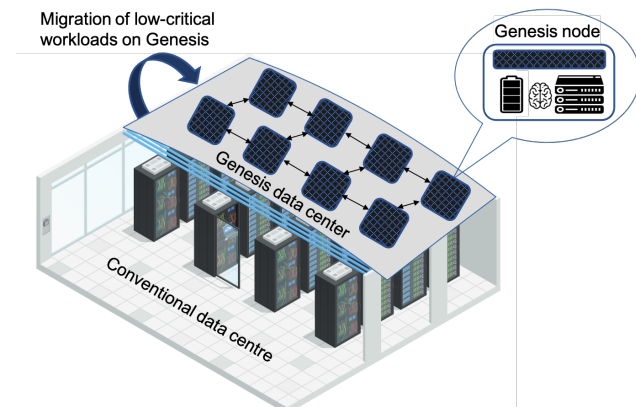 Migration of low-critical
workloads on Genesis
Genesis node
Genesis data center
Conventional data centre